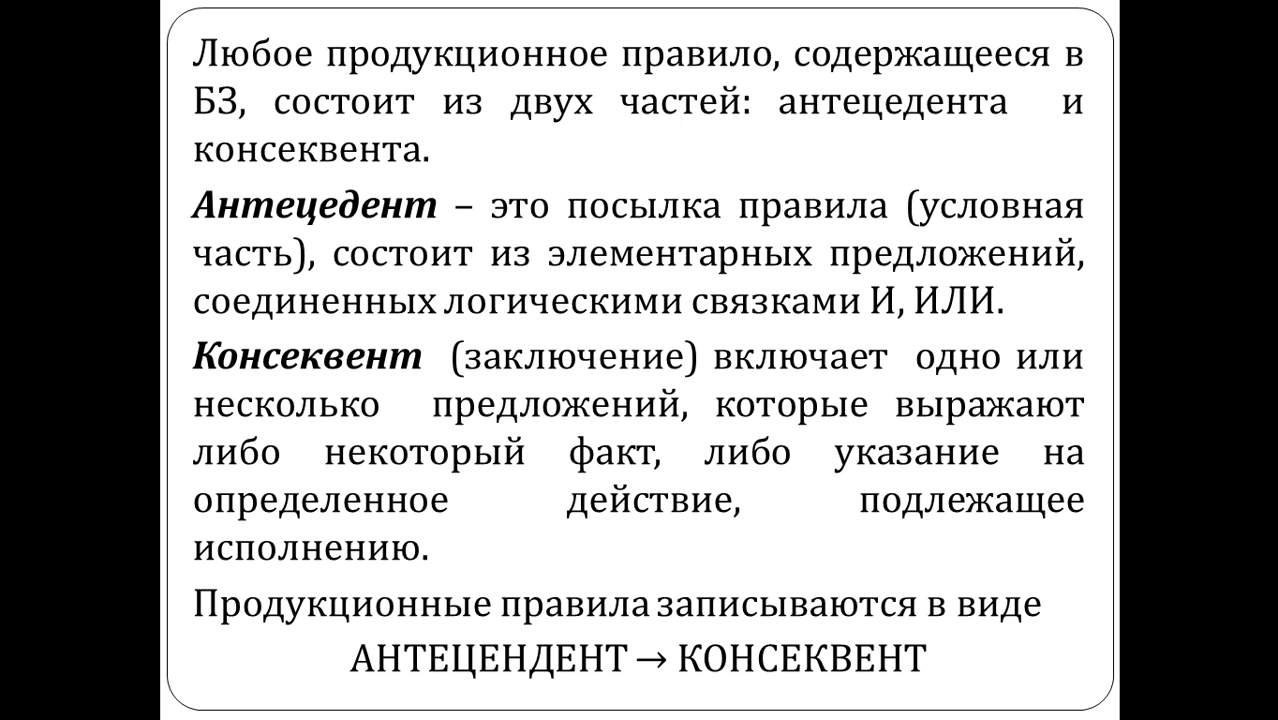 Любое продукционное правило, содержащееся в
БЗ, состоит из двух частей: антецедента и
консеквента.
Антецедент – это посылка правила (условная
часть), состоит из элементарных предложений,
соединенных логическими связками И, ИЛИ.
Консеквент (заключение) включает одно или
несколько предложений, которые выражают
либо некоторый факт, либо указание на
определенное действие, подлежащее
исполнению.
Продукционные правила записываются в виде
АНТЕЦЕНДЕНТ → КОНСЕКВЕНТ